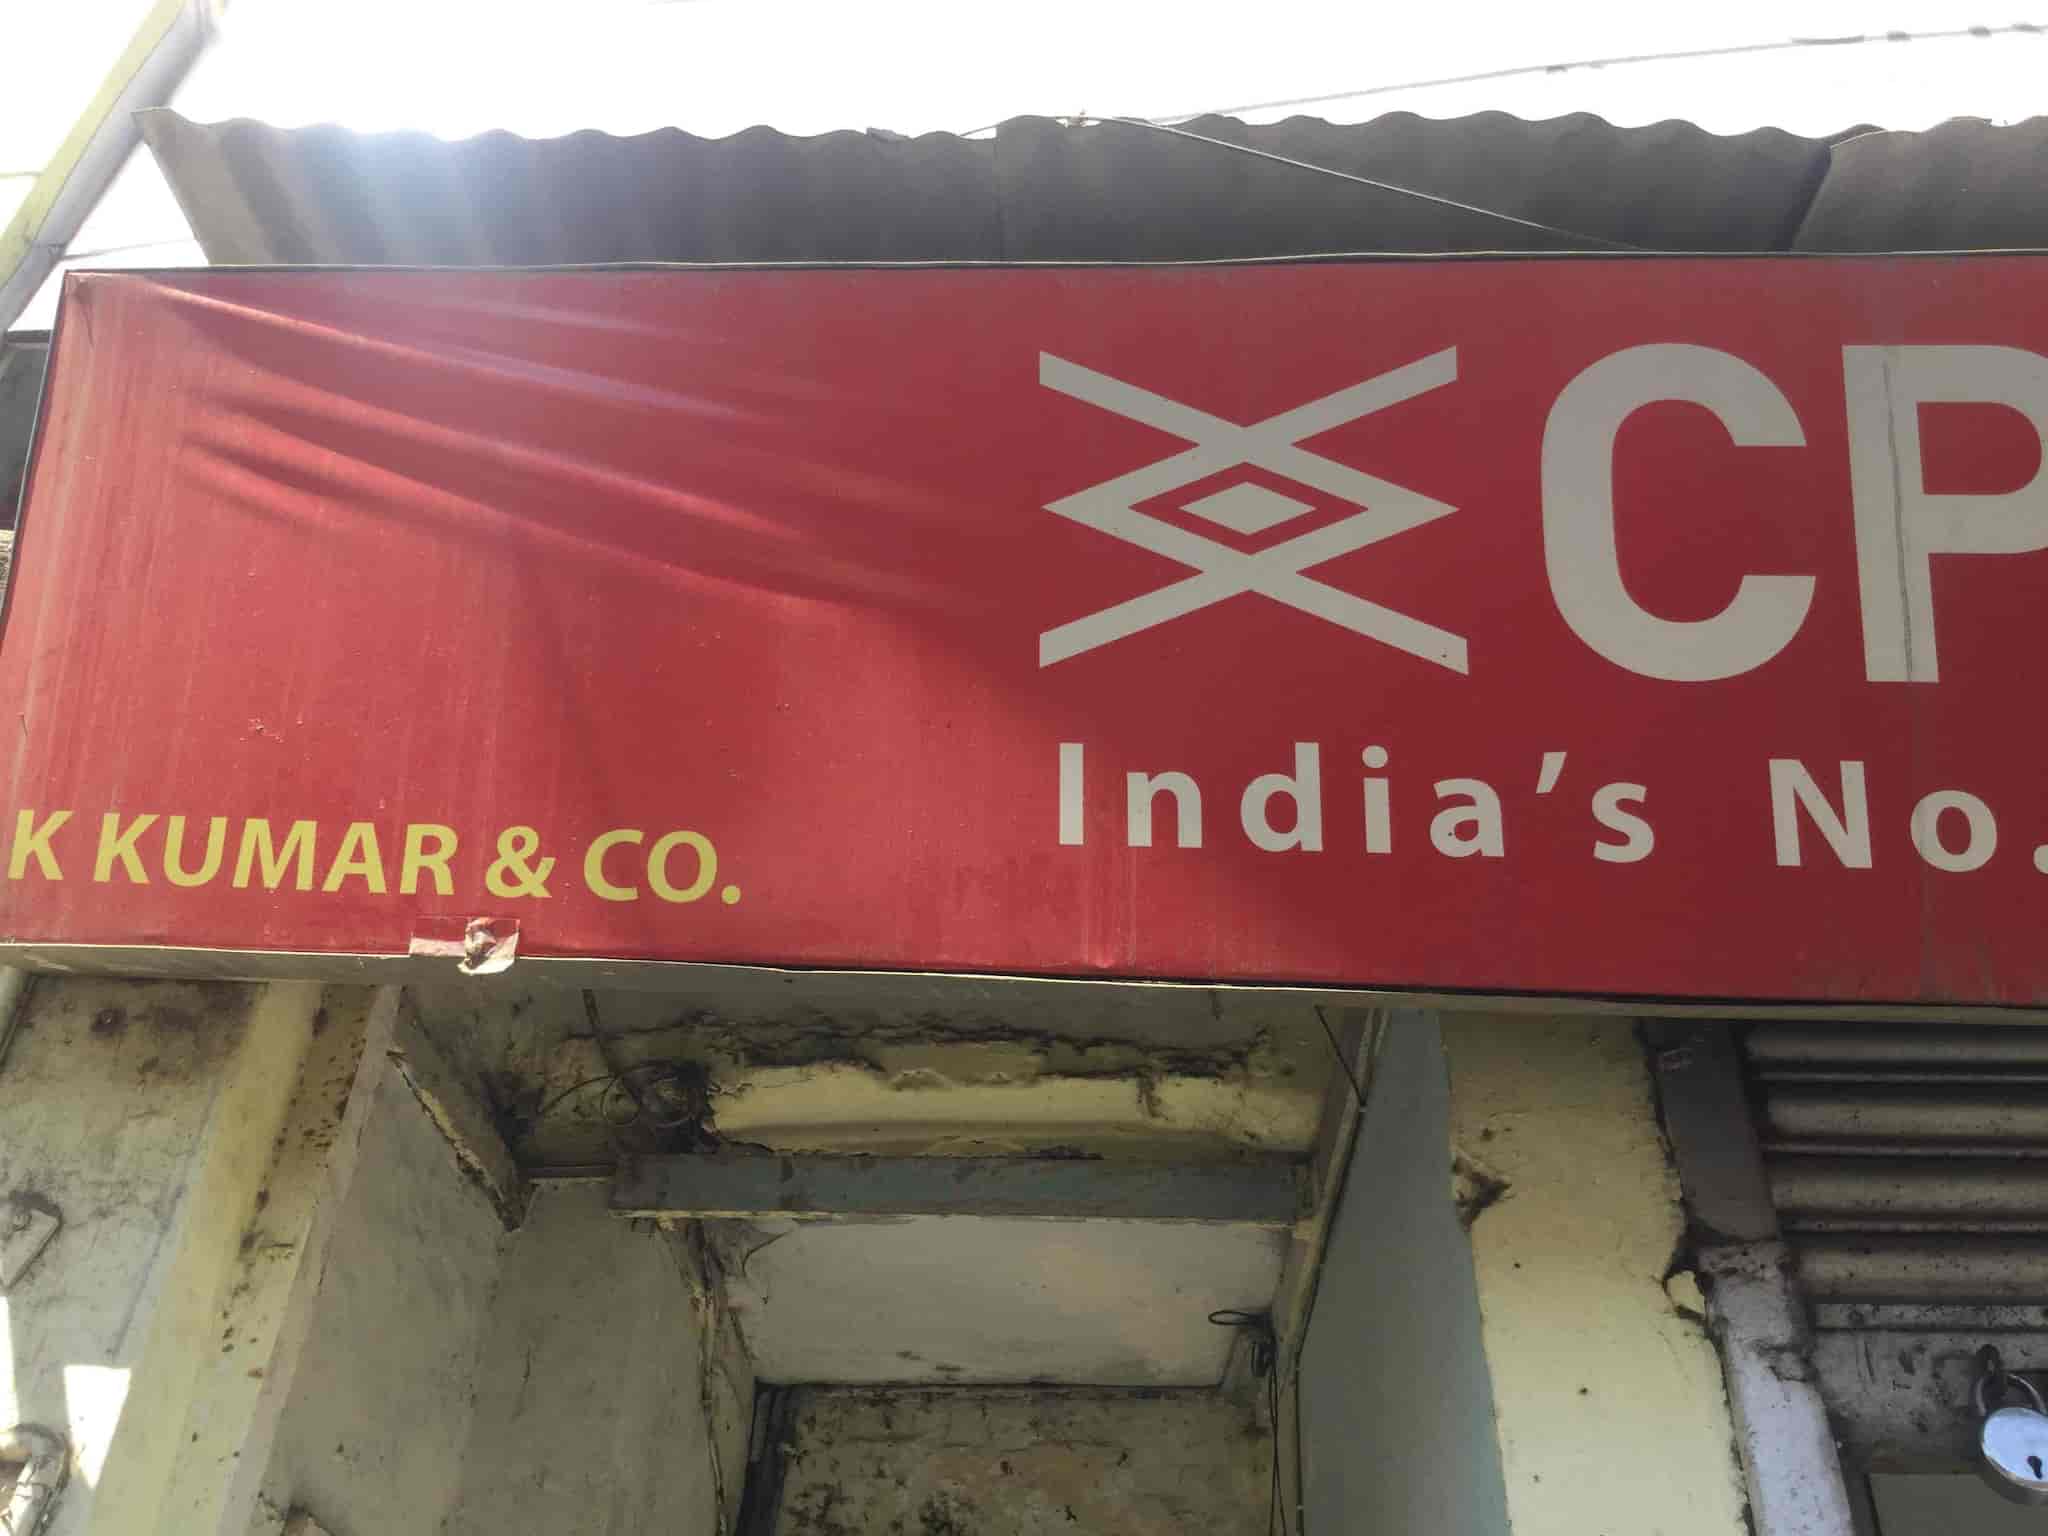 CP
India's No.
K KUMAR & CO.